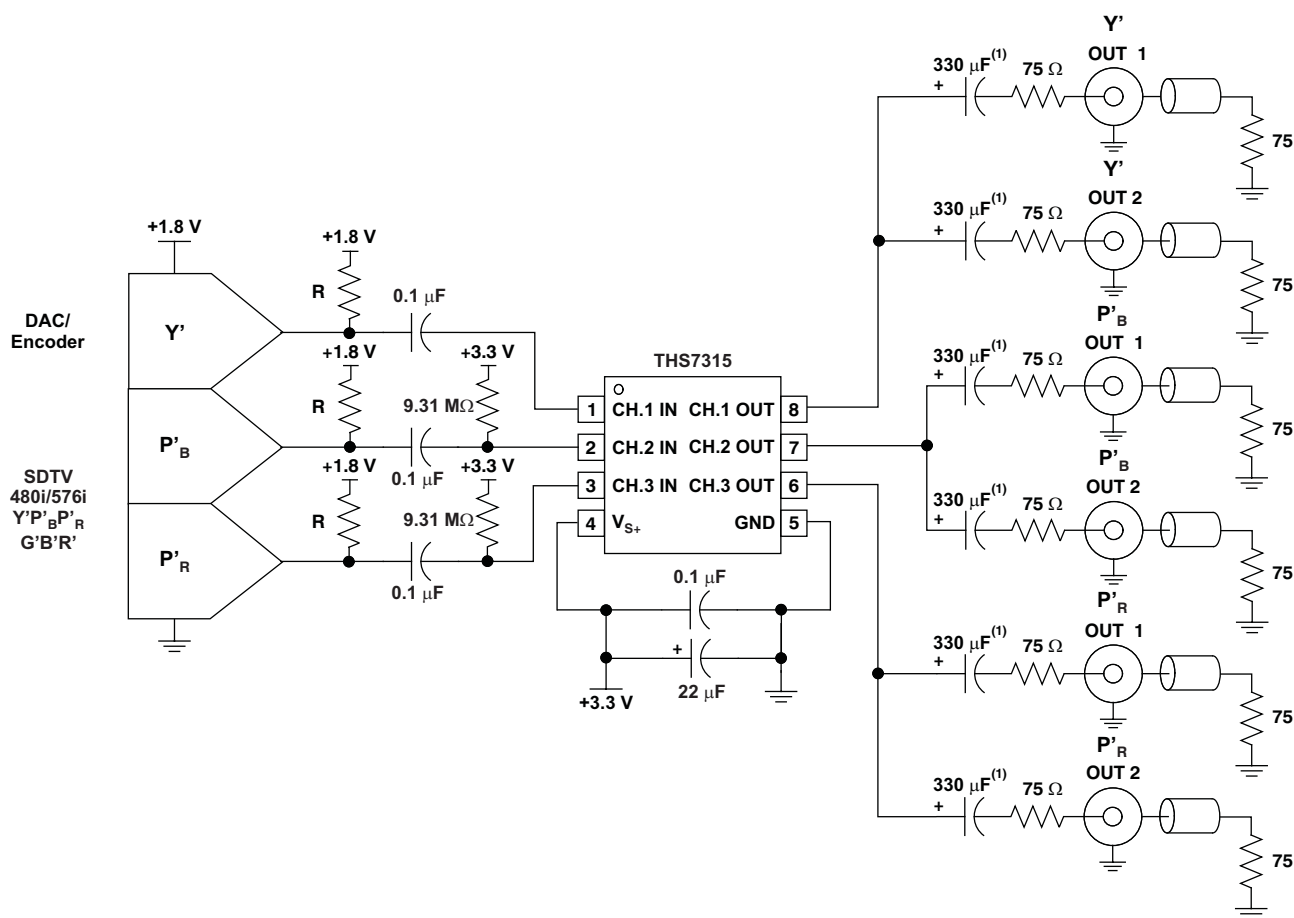 Y’
OUT 1
330 μF(1)
+
75 Ω
75
Y’
OUT 2
330 μF(1)
+
75 Ω
75
+1.8 V
+1.8 V
R
0.1 μF
DAC/
Encoder
Y’
+1.8 V
+3.3 V
R
9.31 MΩ
P’B
0.1 μF
+1.8 V
+3.3 V
SDTV
480i/576i
Y’P’BP’R
G’B’R’
R
9.31 MΩ
P’R
0.1 μF
THS7315
1 CH.1 IN CH.1 OUT 8
2 CH.2 IN CH.2 OUT 7
3 CH.3 IN CH.3 OUT 6
4 VS+ GND 5
0.1 μF
+
22 μF
+3.3 V
P’B
OUT 1
330 μF(1)
+
75 Ω
75
P’B
OUT 2
330 μF(1)
+
75 Ω
75
P’R
OUT 1
330 μF(1)
+
75 Ω
75
P’R
OUT 2
330 μF(1)
+
75 Ω
75